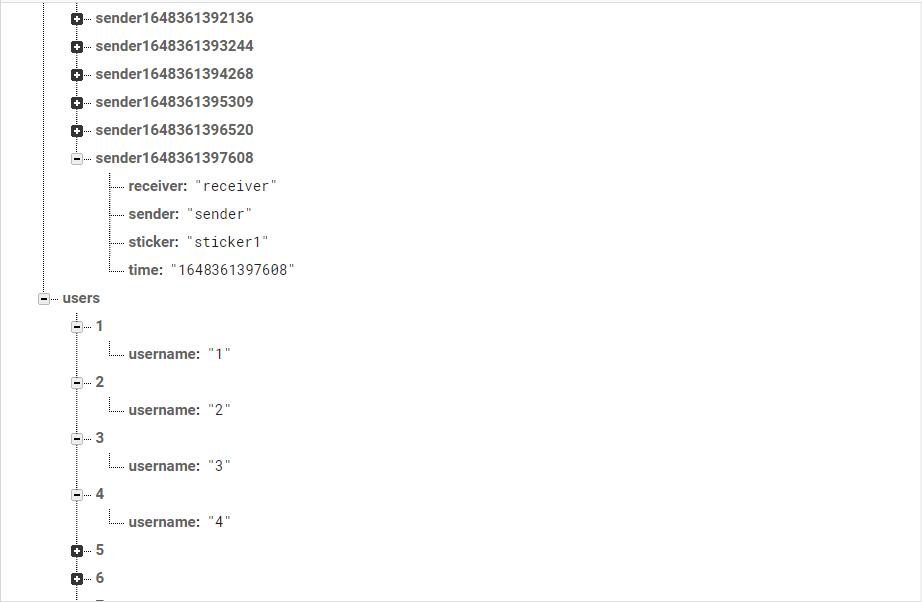 sender1648361392136
sender1648361393244
sender1648361394268
sender1648361395309
sender1648361396520
sender1648361397608
receiver: "receiver"
sender: "sender"
sticker: "sticker1"
time: "1648361397608"
users
1
username: "1"
2
username: "2"
3
username: "3"
4
username: "4"
5
6